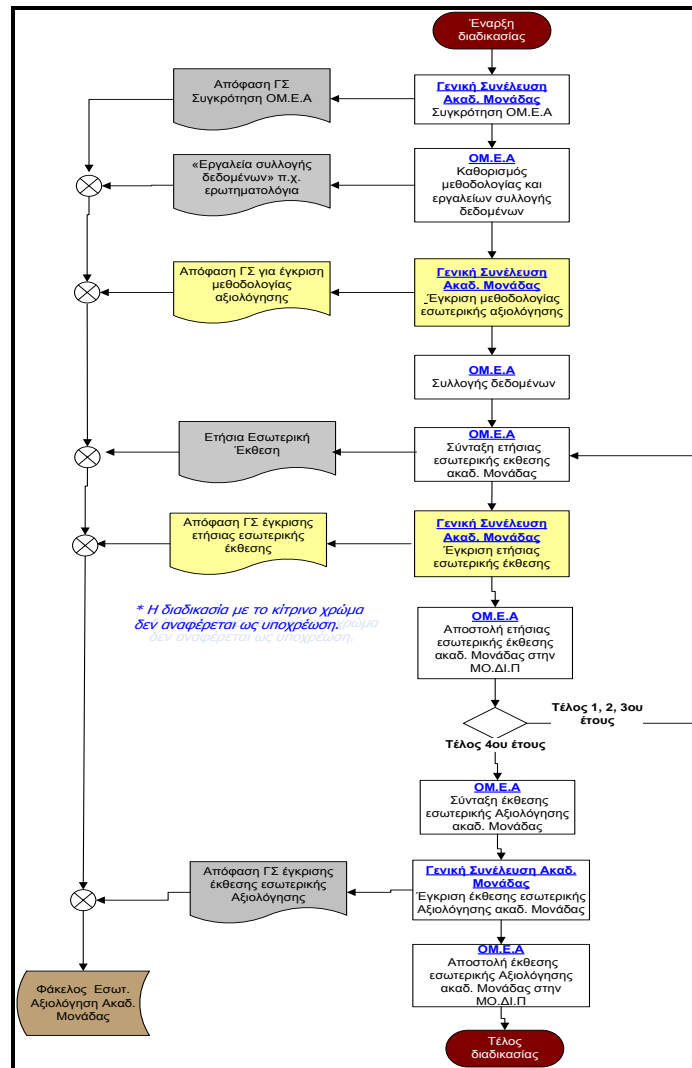 Έναρξη
διαδικασίας
Απόφαση ΓΣ
Συγκρότηση ΟΜ.Ε.Α
Γενική Συνέλευση
Ακαδ. Μονάδας
Συγκρότηση ΟΜ.Ε.Α
«Εργαλεία συλλογής
δεδομένων» π.χ.
ερωτηματολόγια
ΟΜ.Ε.Α
Καθορισμός
μεθοδολογίας και
εργαλείων συλλογής
δεδομένων
Απόφαση ΓΣ για έγκριση
μεθοδολογίας
αξιολόγησης
Γενική Συνέλευση
Ακαδ. Μονάδας
Έγκριση μεθοδολογίας
εσωτερικής αξιολόγησης
ΟΜ.Ε.Α
Συλλογής δεδομένων
Ετήσια Εσωτερική
Έκθεση
ΟΜ.Ε.Α
Σύνταξη ετήσιας
εσωτερικής εκθεσης
ακαδ. Μονάδας
Απόφαση ΓΣ έγκρισης
ετήσιας εσωτερικής
έκθεσης
Γενική Συνέλευση
Ακαδ. Μονάδας
Έγκριση ετήσιας
εσωτερικής έκθεσης
* Η διαδικασία με το κίτρινο χρώμα
δεν αναφέρεται ως υποχρέωση.
ΟΜ.Ε.Α
Αποστολή ετήσιας
εσωτερικής έκθεσης
ακαδ. Μονάδας στην
ΜΟ.ΔΙ.Π
Τέλος 1, 2, 3ου
έτους
Τέλος 4ου έτους
ΟΜ.Ε.Α
Σύνταξη έκθεσης
εσωτερικής Αξιολόγησης
ακαδ. Μονάδας
Απόφαση ΓΣ έγκρισης
έκθεσης εσωτερικής
Αξιολόγησης
Γενική Συνέλευση Ακαδ.
Μονάδας
Έγκριση έκθεσης εσωτερικής
Αξιολόγησης ακαδ. Μονάδας
ΟΜ.Ε.Α
Αποστολή έκθεσης
εσωτερικής Αξιολόγησης
ακαδ. Μονάδας στην
ΜΟ.ΔΙ.Π
Φάκελος Εσωτ.
Αξιολόγηση Ακαδ.
Μονάδας
Τέλος
διαδικασίας